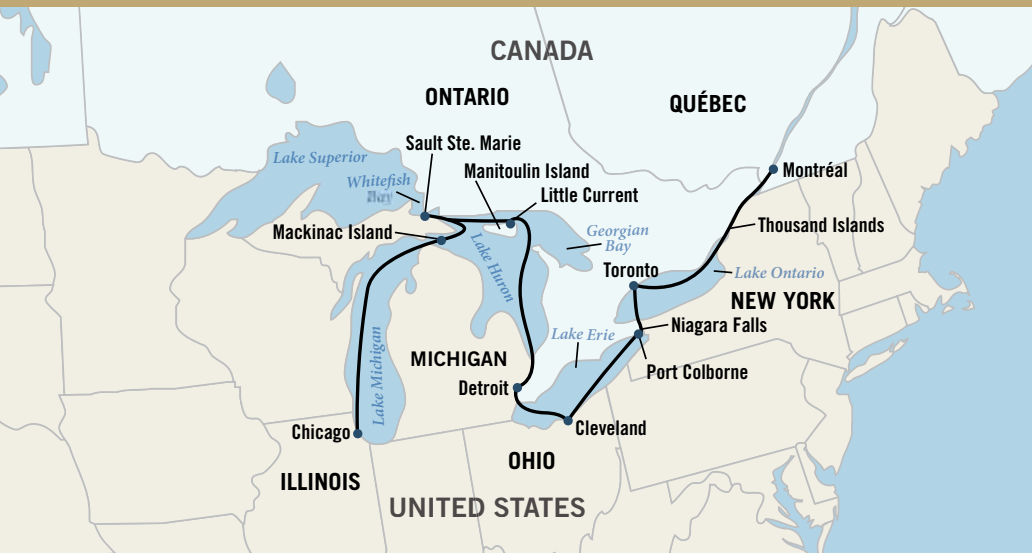 CANADA
ONTARIO
QUÉBEC
Sault Ste. Marie
Lake Superior
Manitoulin Island
Montréal
Whitefish
Bay
Little Current
Mackinac Island
Thousand Islands
Georgian
Bay
Lake Huron
Toronto
Lake Ontario
NEW YORK
Niagara Falls
Lake Erie
MICHIGAN
Lake Michigan
Port Colborne
Detroit
Cleveland
Chicago
OHIO
ILLINOIS
UNITED STATES